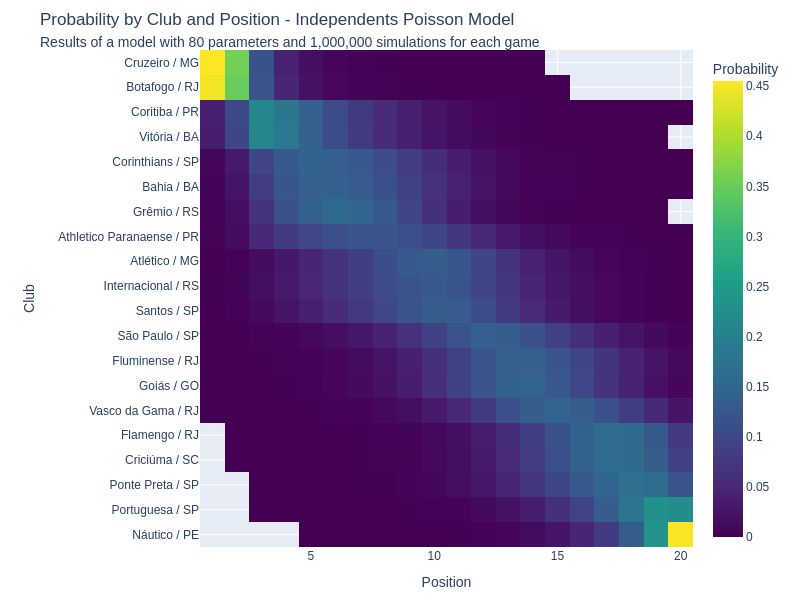 Probability by Club and Position - Independents Poisson Model
Results of a model with 80 parameters and 1,000,000 simulations for each game
Probability
Club
Cruzeiro / MG
Botafogo / RJ
Coritiba / PR
Vitória / BA
Corinthians / SP
Bahia / BA
Grêmio / RS
Athletico Paranaense / PR
Atlético / MG
Internacional / RS
Santos / SP
São Paulo / SP
Fluminense / RJ
Goiás / GO
Vasco da Gama / RJ
Flamengo / RJ
Criciúma / SC
Ponte Preta / SP
Portuguesa / SP
Náutico / PE
0.45
0.4
0.35
0.3
0.25
0.2
0.15
0.1
0.05
0
5 10 15 20
Position